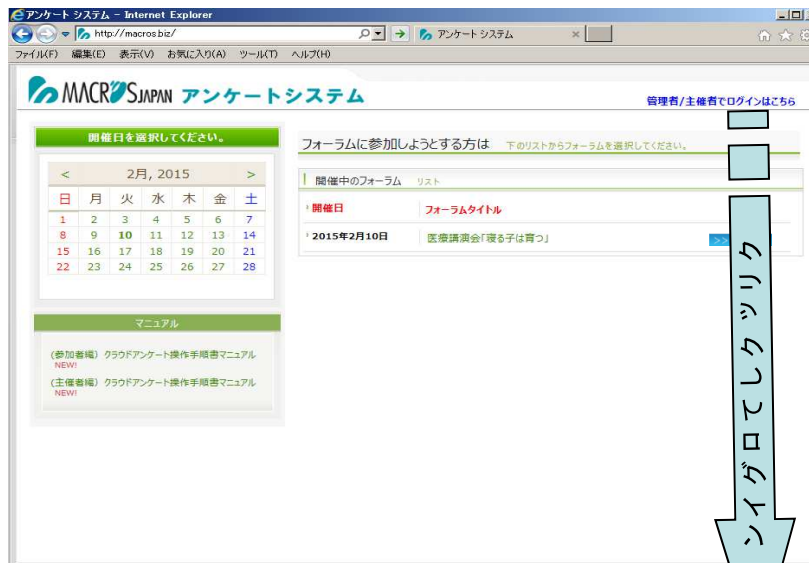 アンケート システム - Internet Explorer
http://macros.biz/
アンケート システム
ファイル(F) 編集(E) 表示(V) お気に入り(A) ツール(T) ヘルプ(H)
MACROSJAPAN アンケートシステム
管理者/主催者でログインはこちら
開催日を選択してください。
< 2月, 2015 >
日 月 火 水 木 金 土
1 2 3 4 5 6 7
8 9 10 11 12 13 14
15 16 17 18 19 20 21
22 23 24 25 26 27 28
マニュアル
(参加者編) クラウドアンケート操作手順書マニュアル
NEW!
(主催者編) クラウドアンケート操作手順書マニュアル
NEW!
フォーラムに参加しようとする方は 下のリストからフォーラムを選択してください。
開催中のフォーラム リスト
開催日 フォーラムタイトル
2015年2月10日 医療講演会「寝る子は育つ」
>>
クリックしてログイン